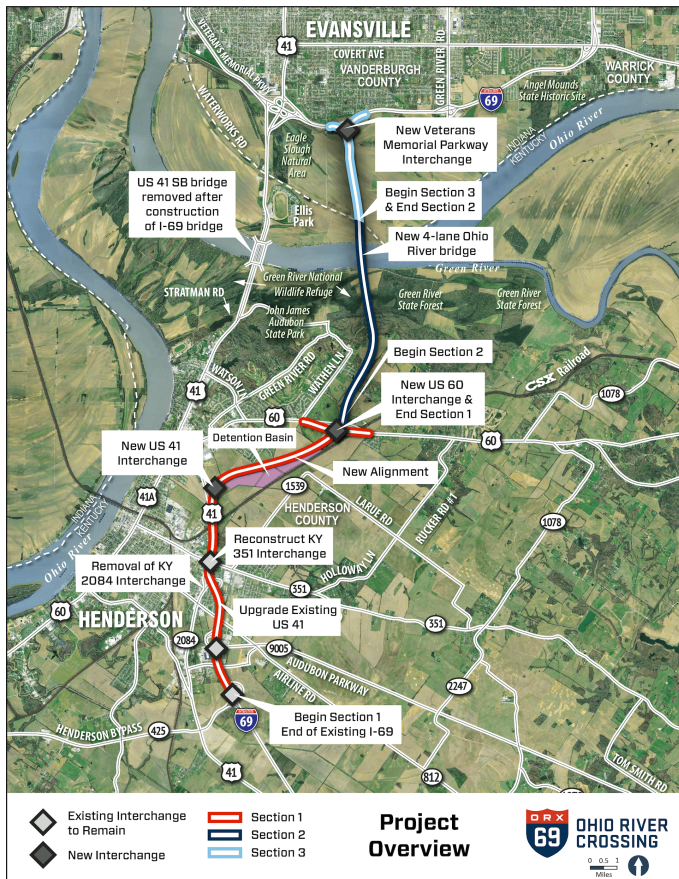 EVANSVILLE
41
COVERT AVE
VETERAN'S MEMORIAL PKWY
VANDERBURGH
COUNTY
GREEN RIVER RD
WARRICK
COUNTY
69
Angel Mounds
State Historic Site
WATERWORKS RD
INDIANA
KENTUCKY
Ohio River
New Veterans
Memorial Parkway
Interchange
Eagle
Slough
Natural
Area
US 41 SB bridge
removed after
construction
of I-69 bridge
Ellis
Park
Begin Section 3
& End Section 2
New 4-lane Ohio
River bridge
Green River
Green River National
Wildlife Refuge
STRATMAN RD
Green River
State Forest
Green River
State Forest
John James
Audubon
State Park
Begin Section 2
WATSON LN
GREEN RIVER RD
WATHEN LN
CSX Railroad
41
1078
New US 60
Interchange &
End Section 1
60
60
Detention Basin
New US 41
Interchange
New Alignment
41A
1539
41
HENDERSON
COUNTY
LARUE RD
RUCKER RD #1
1078
INDIANA
KENTUCKY
Ohio River
Reconstruct KY
351 Interchange
Removal of KY
2084 Interchange
HOLLOWAY LN
351
351
60
HENDERSON
Upgrade Existing
US 41
2084
9005
AUDUBON PARKWAY
AIRLINE RD
2247
69
Begin Section 1
End of Existing I-69
HENDERSON BYPASS
425
41
812
TOM SMITH RD
Existing Interchange
to Remain
New Interchange
Section 1
Section 2
Section 3
Project
Overview
ORX
69
OHIO RIVER
CROSSING
0 0.5 1
Miles